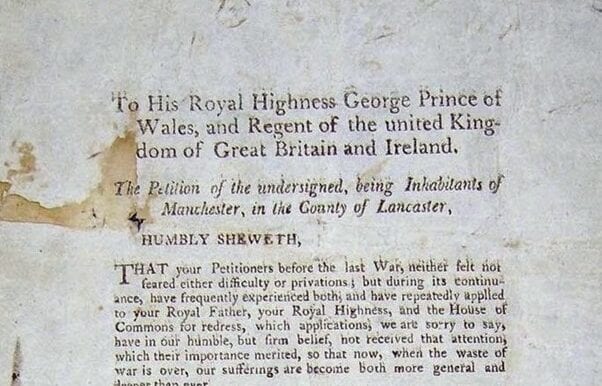 To His Royal Highness George Prince of
Wales, and Regent of the united King-
dom of Great Britain and Ireland.
The Petition of the undersigned, being Inhabitants of
Manchester, in the County of Lancaster,
HUMBLY SHEWETH,
THAT your Petitioners before the last War, neither felt not
feared either difficulty or privations; but during its continu-
ance, have frequently experienced both, and have repeatedly applied
to your Royal Father, your Royal Highness, and the House of
Commons for redress, which applications, we are sorry to say,
have in our humble, but firm belief, not received that attention,
which their importance merited, so that now, when the waste of
war is over, our sufferings are become both more general and
deeper than ever